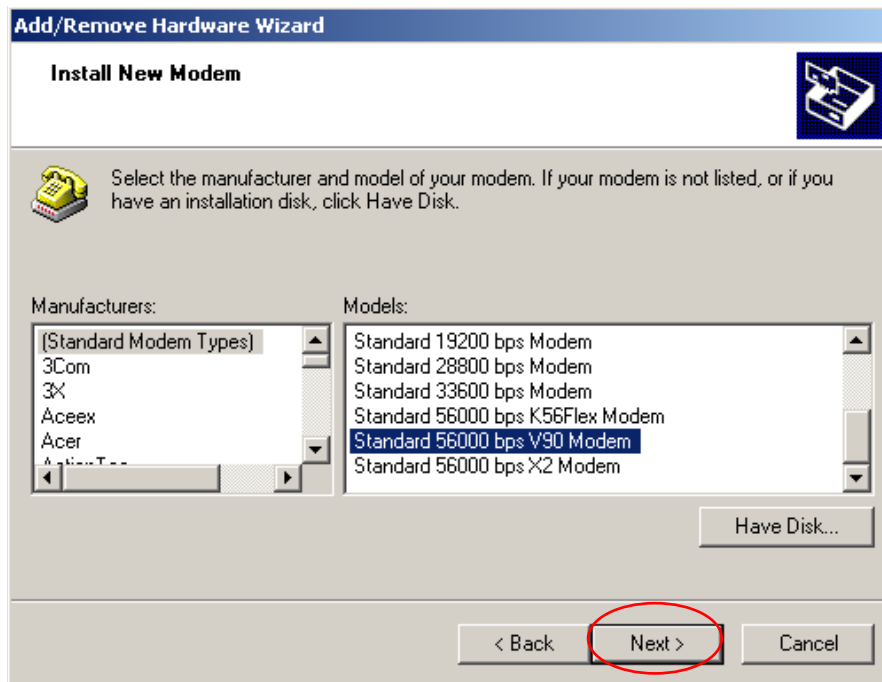 Add/Remove Hardware Wizard
Install New Modem
Select the manufacturer and model of your modem. If your modem is not listed, or if you
have an installation disk, click Have Disk.
Manufacturers:
(Standard Modem Types)
3Com
3X
Aceex
Acer
Models:
Standard 19200 bps Modem
Standard 28800 bps Modem
Standard 33600 bps Modem
Standard 56000 bps K56Flex Modem
Standard 56000 bps V90 Modem
Standard 56000 bps X2 Modem
Have Disk...
< Back
Next >
Cancel